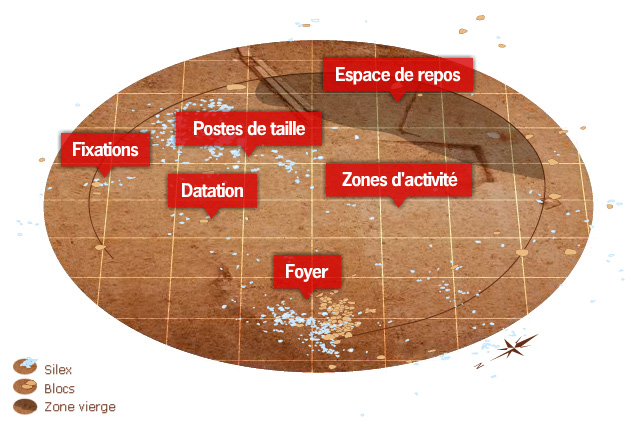 Espace de repos
Postes de taille
Fixations
Zones d'activité
Datation
Foyer
N
Silex
Blocs
Zone vierge